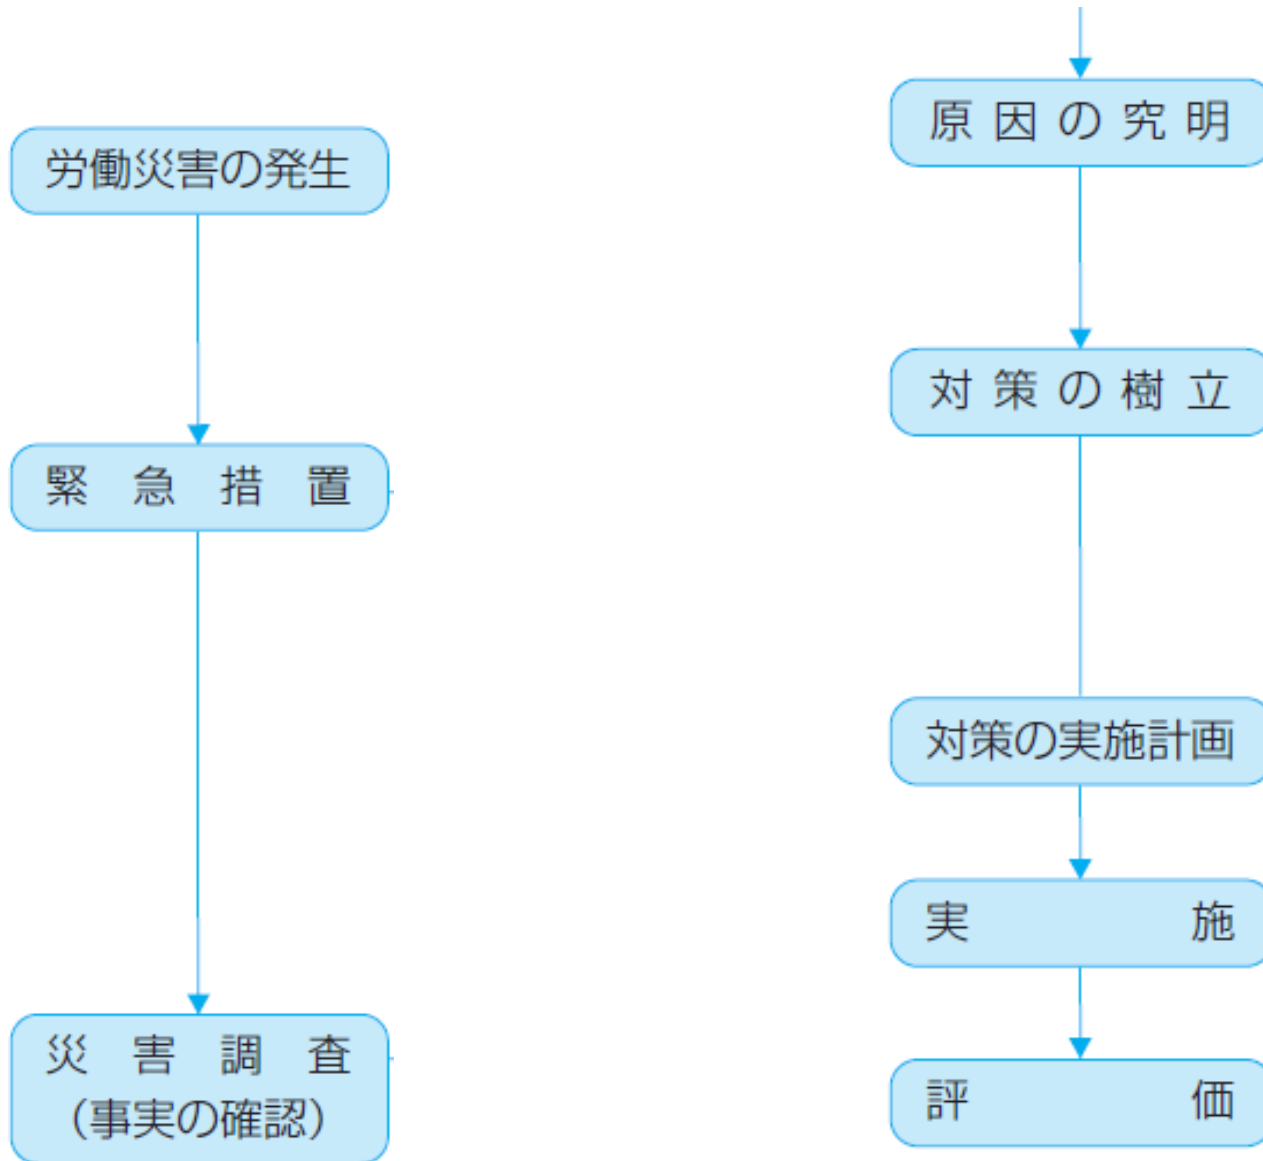 労働災害の発生
緊急措置
災害調査
（事実の確認）
原因の究明
対策の樹立
対策の実施計画
実施
評価